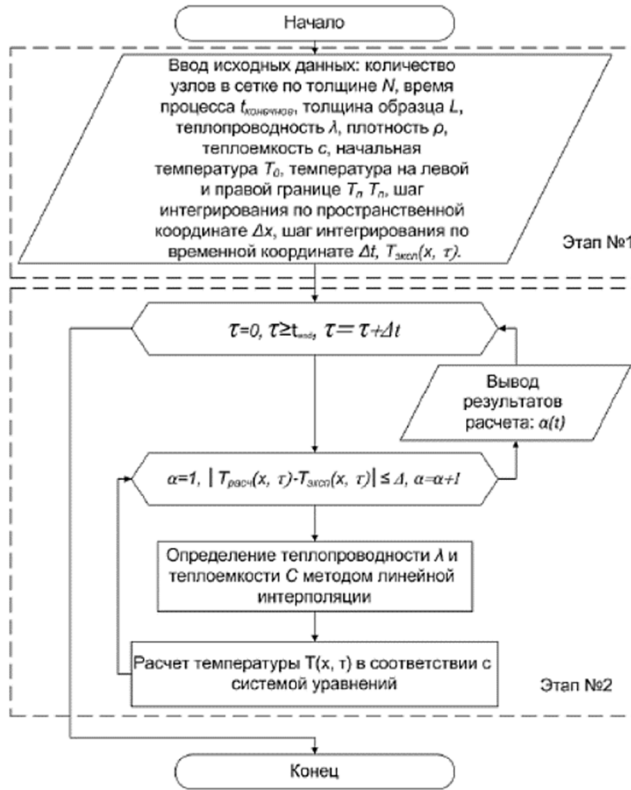 Начало
Ввод исходных данных: количество
узлов в сетке по толщине N, время
процесса tконечное, толщина образца L,
теплопроводность λ, плотность ρ,
теплоемкость c, начальная
температура T0, температура на левой
и правой границе Tл Tп, шаг
интегрирования по пространственной
координате Δx, шаг интегрирования по
временной координате Δt, Tэксп(x, τ).
Этап №1
τ=0, τ≥tend, τ=τ+Δt
Вывод
результатов
расчета: α(t)
α=1, |Tрасч(x, τ)-Tэксп(x, τ)| ≤ Δ, α=α+1
Определение теплопроводности λ и
теплоемкости C методом линейной
интерполяции
Расчет температуры T(x, τ) в соответствии с
системой уравнений
Этап №2
Конец